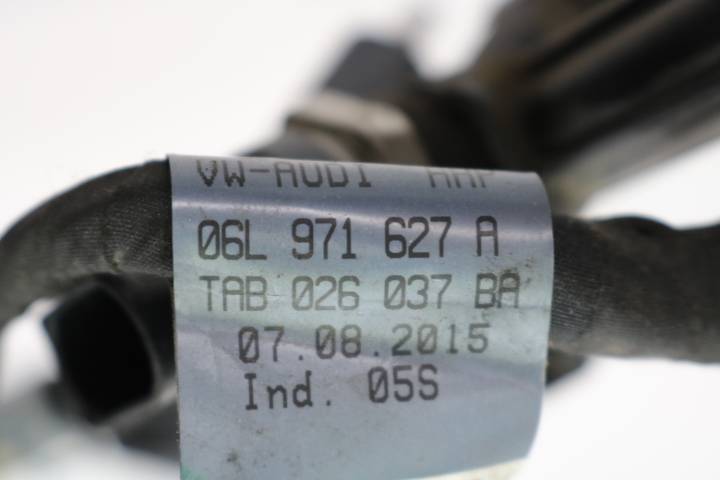 VW-AUDI
06L 971 627 A
TAB 026 037 BA
07.08.2015
Ind. 05S